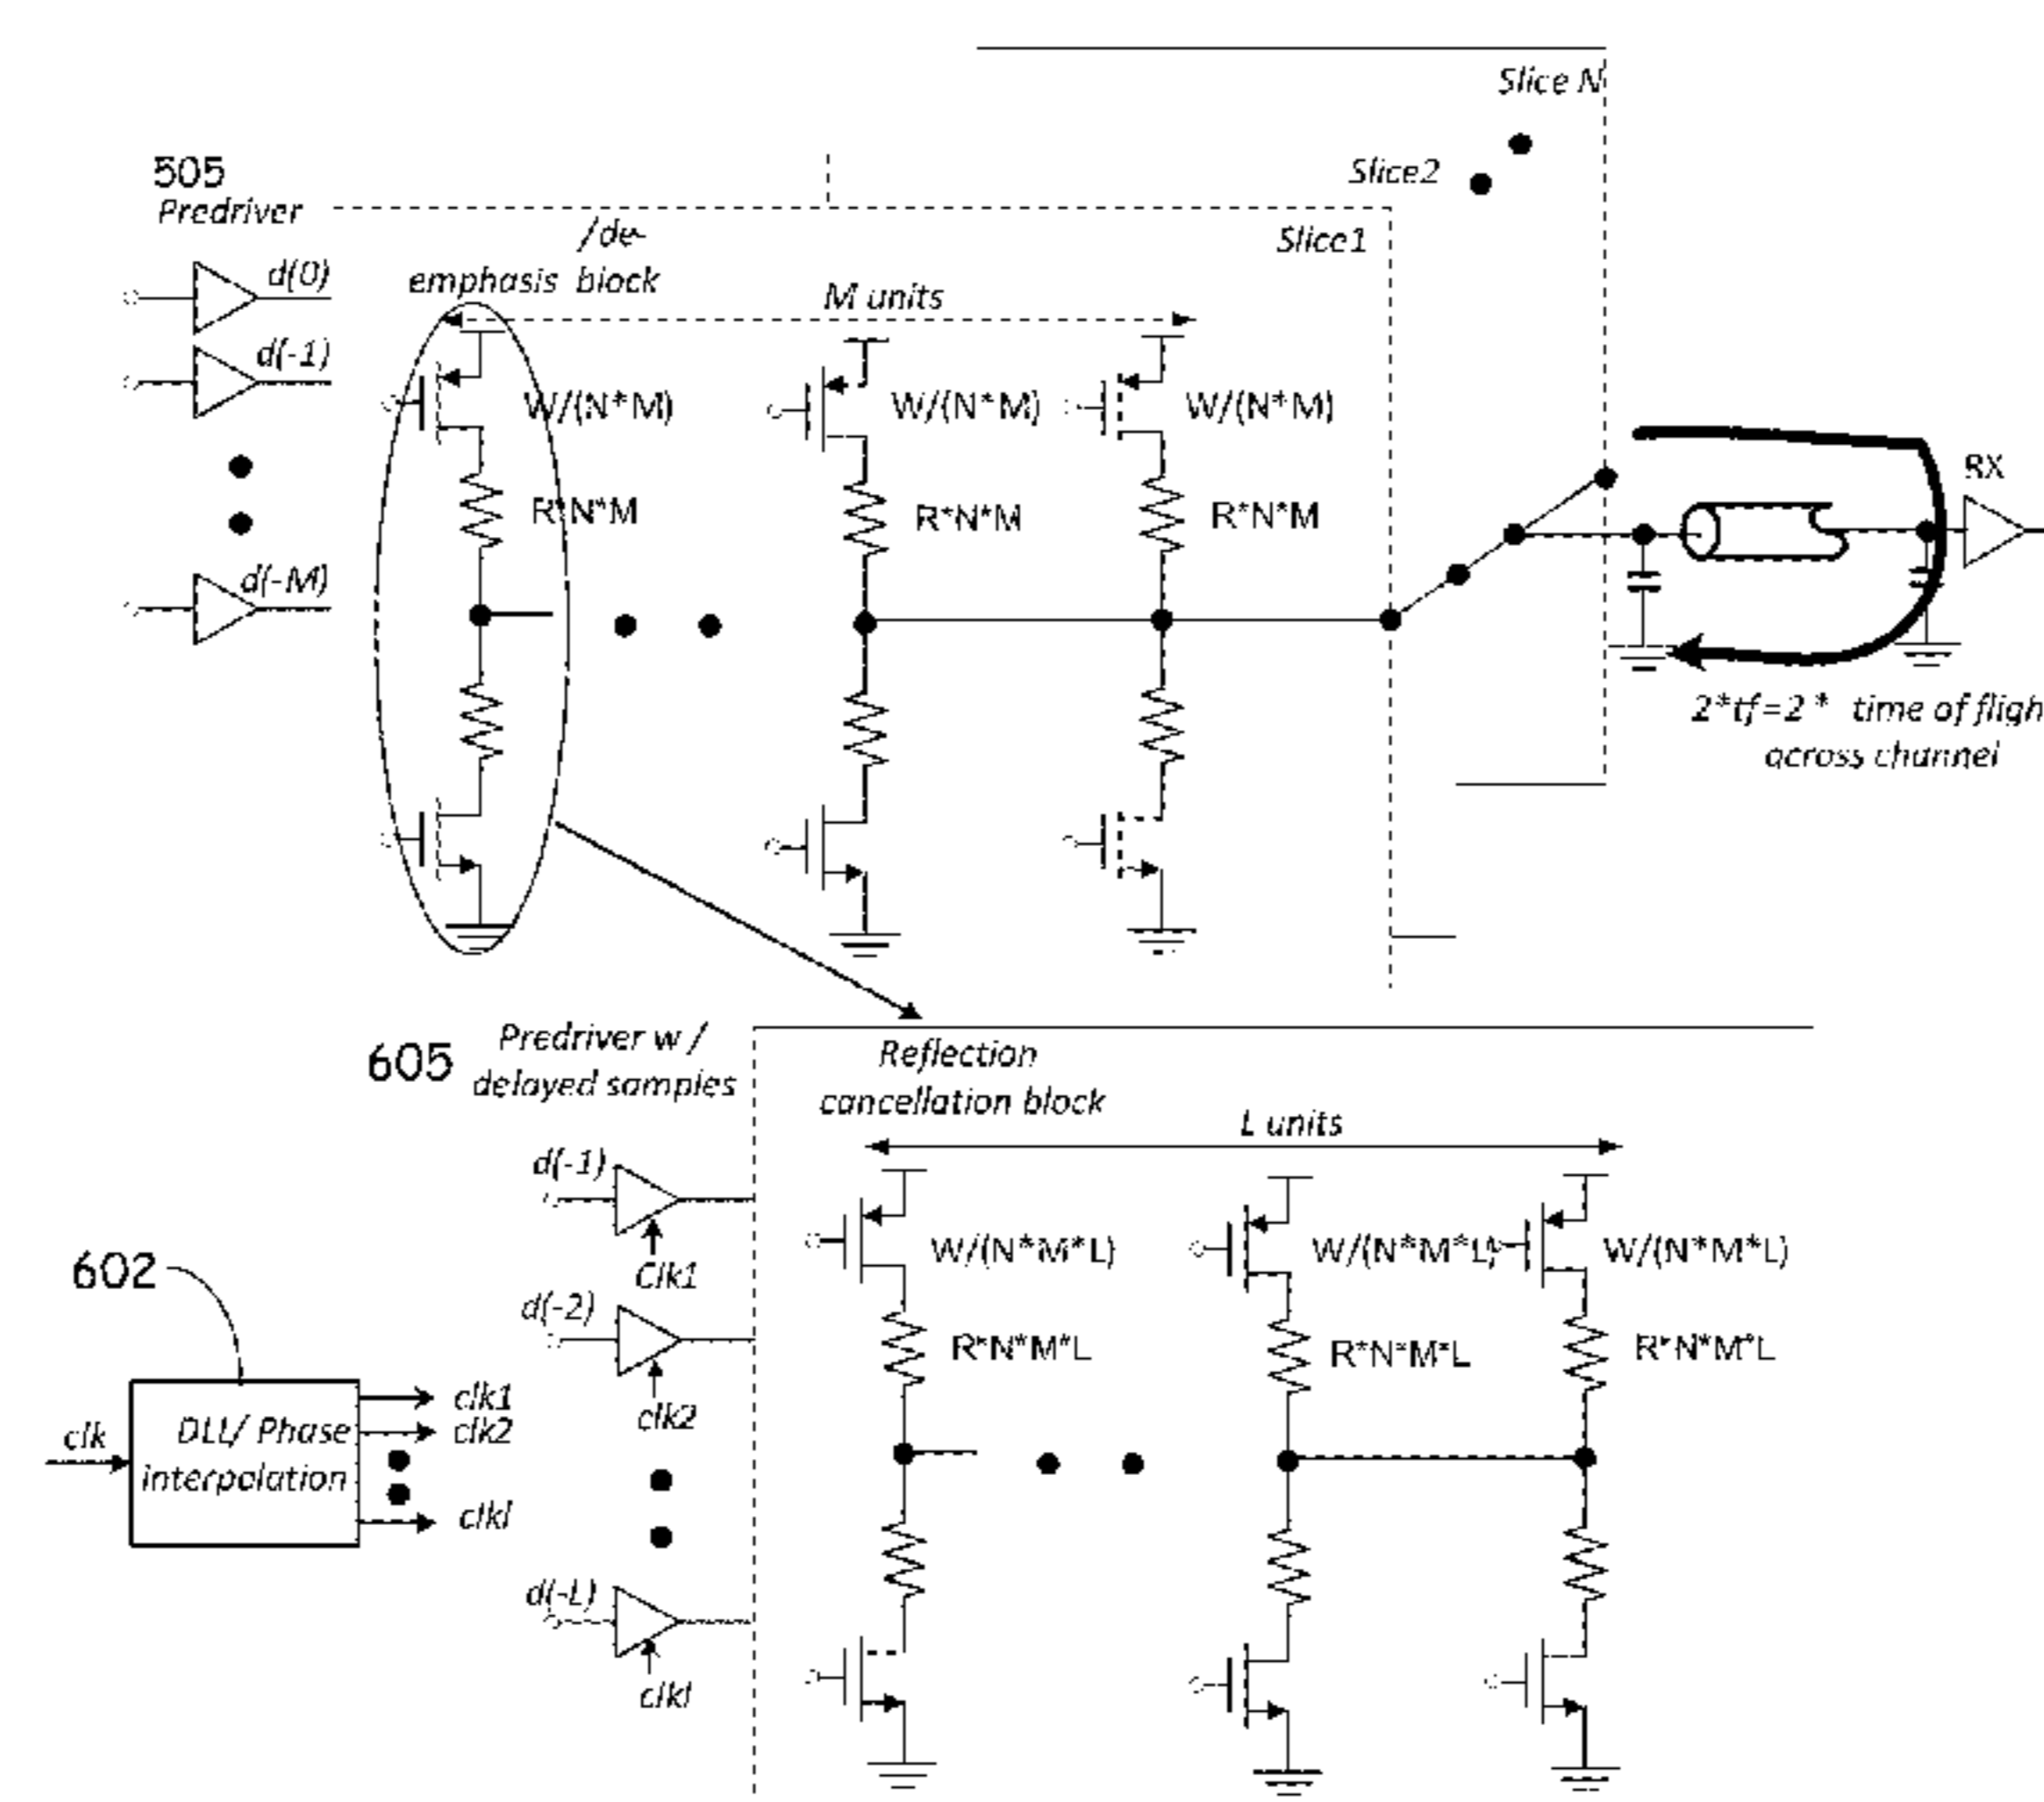 Slice N
Slice2
505
Predriver
/de-
emphasis block
Slice1
M units
d(0)
d(-1)
d(-M)
W/(N*M)
W/(N*M)
W/(N*M)
R*N*M
R*N*M
R*N*M
RX
2*tf=2* time of fligh
across channel
605
Predriver w/
delayed samples
Reflection
cancellation block
L units
d(-1)
Clk1
d(-2)
clk2
d(-L)
clkl
W/(N*M*L)
W/(N*M*L)
W/(N*M*L)
R*N*M*L
R*N*M*L
R*N*M*L
602
clk
DLL/ Phase
interpolation
clk1
clk2
clkl